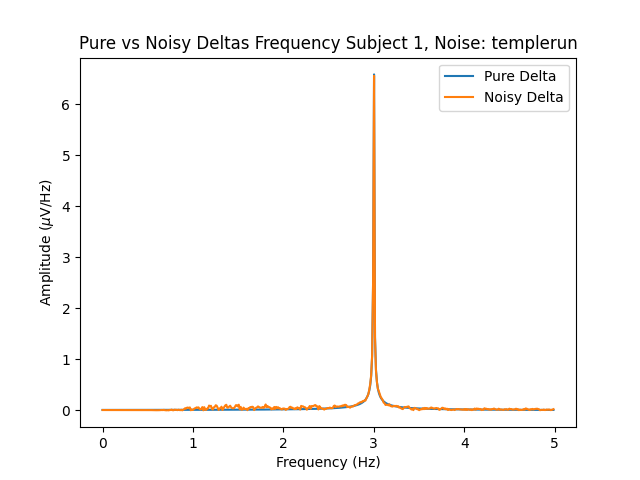 Pure vs Noisy Deltas Frequency Subject 1, Noise: templerun
Pure Delta
Noisy Delta
Amplitude (μV/Hz)
6
5
4
3
2
1
0
0 1 2 3 4 5
Frequency (Hz)